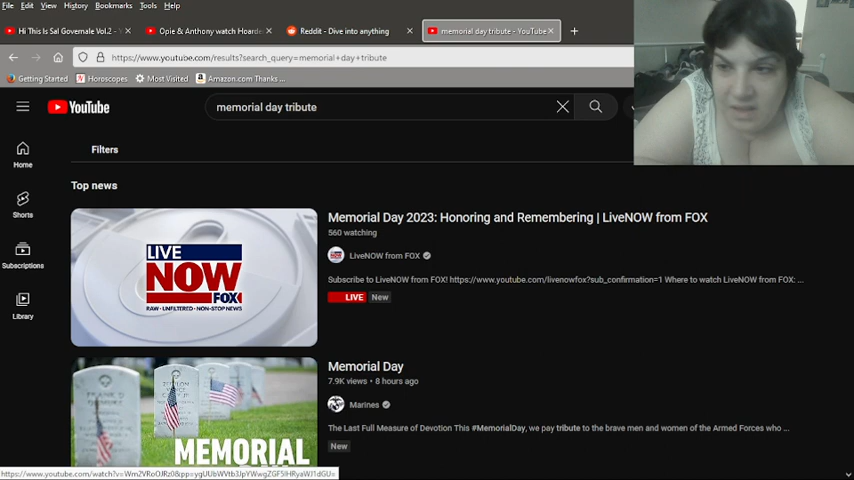 File Edit View History Bookmarks Tools Help
Hi This Is Sal Governale Vol.2 - Y
Opie & Anthony watch Hoarde
Reddit - Dive into anything
memorial day tribute - YouTube
https://www.youtube.com/results?search_query=memorial+day+tribute
Getting Started
Horoscopes
Most Visited
Amazon.com Thanks ...
YouTube
memorial day tribute
Filters
Home
Shorts
Subscriptions
Library
Top news
LIVE
NOW
FOX
RAW · UNFILTERED · NON-STOP NEWS
Memorial Day 2023: Honoring and Remembering | LiveNOW from FOX
560 watching
LiveNOW from FOX
Subscribe to LiveNOW from FOX! https://www.youtube.com/livenowfox?sub_confirmation=1 Where to watch LiveNOW from FOX: ...
LIVE New
MEMORIAL
Memorial Day
7.9K views • 8 hours ago
Marines
The Last Full Measure of Devotion This #MemorialDay, we pay tribute to the brave men and women of the Armed Forces who ...
New